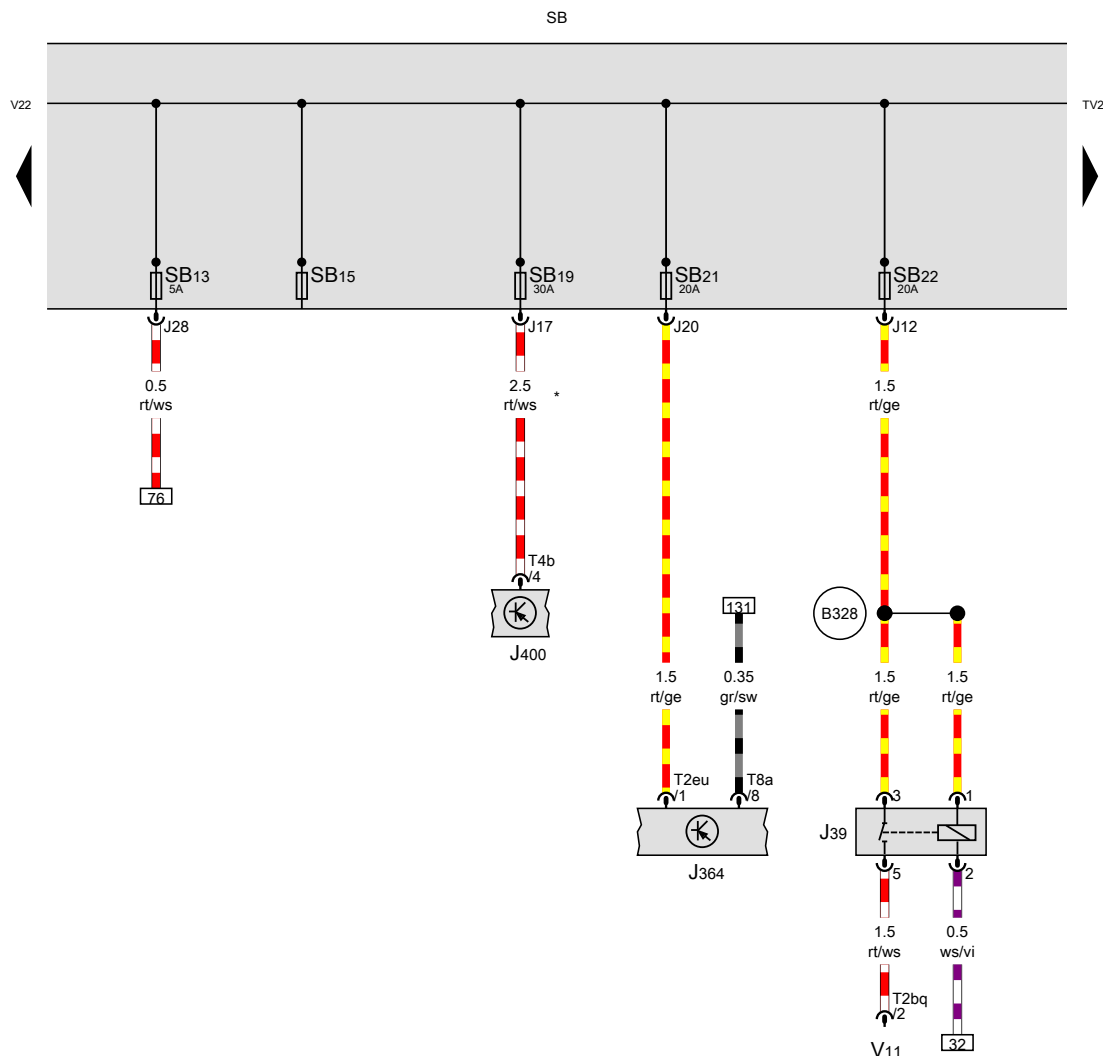 SB
V22
TV2
SB13
5A
SB15
SB19
30A
SB21
20A
SB22
20A
J28
J17
J20
J12
0.5
rt/ws
2.5
rt/ws
*
1.5
rt/ge
76
T4b
/4
J400
131
B328
1.5
rt/ge
0.35
gr/sw
1.5
rt/ge
1.5
rt/ge
T2eu
/1
T8a
/8
3
1
J39
J364
5
2
1.5
rt/ws
0.5
ws/vi
T2bq
/2
V11
32